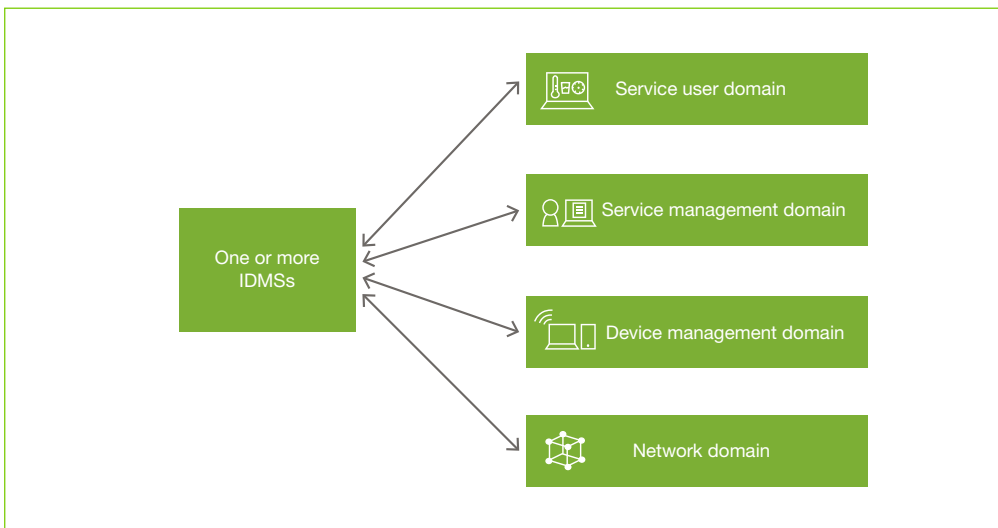 One or more
IDMSs
Service user domain
Service management domain
Device management domain
Network domain